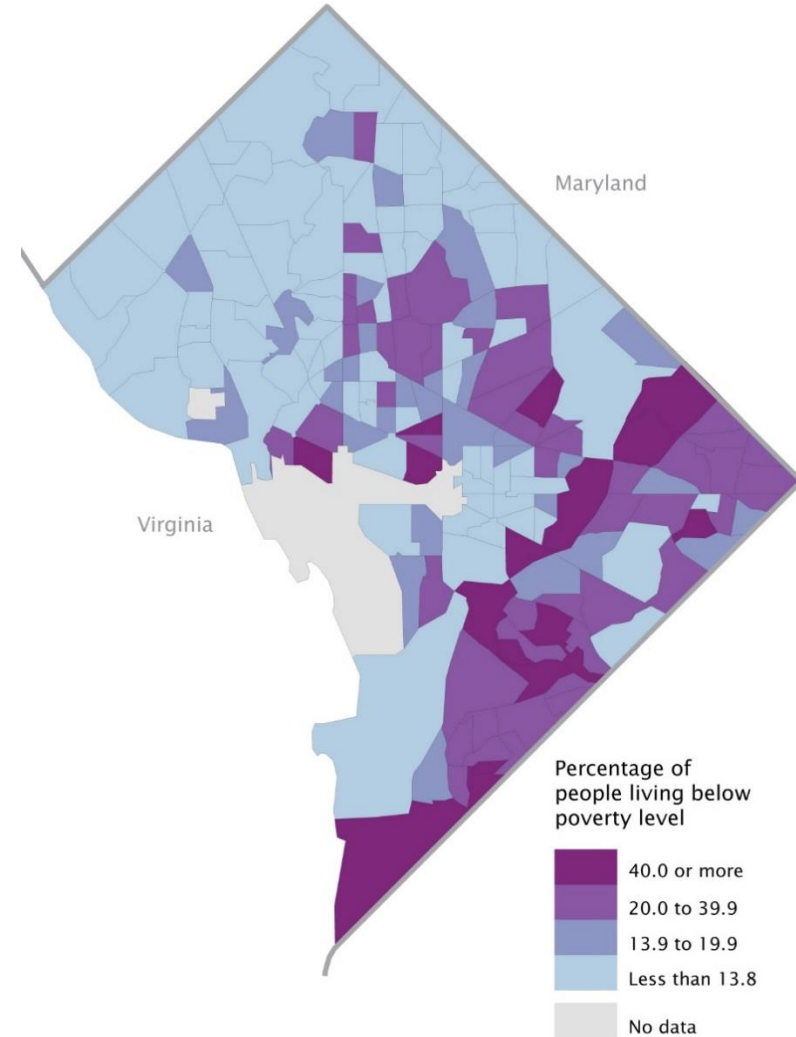 Maryland
Virginia
Percentage of
people living below
poverty level
40.0 or more
20.0 to 39.9
13.9 to 19.9
Less than 13.8
No data